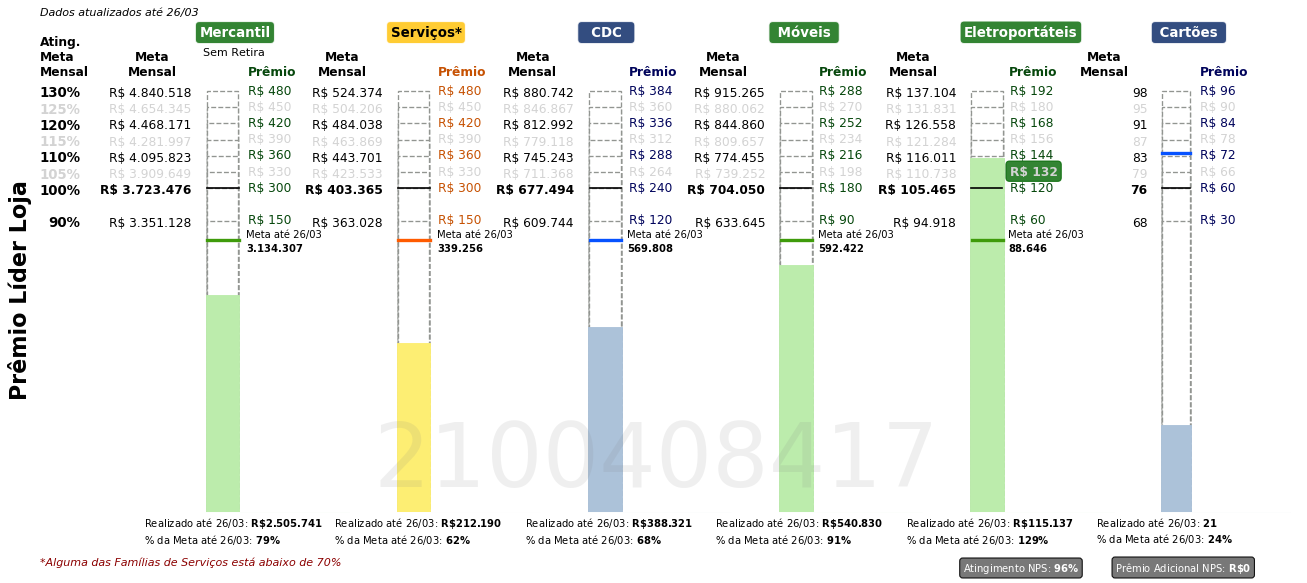 Dados atualizados até 26/03
Mercantil Serviços* CDC Móveis Eletroportáteis Cartões
Sem Retira
Ating. Meta Mensal
Meta Mensal Prêmio Meta Mensal Prêmio Meta Mensal Prêmio Meta Mensal Prêmio Meta Mensal Prêmio Meta Mensal Prêmio
130% R$ 4.840.518 R$ 480 R$ 524.374 R$ 480 R$ 880.742 R$ 384 R$ 915.265 R$ 288 R$ 137.104 R$ 192 98 R$ 96
125% R$ 4.654.345 R$ 450 R$ 504.206 R$ 450 R$ 846.867 R$ 360 R$ 880.062 R$ 270 R$ 131.831 R$ 180 95 R$ 90
120% R$ 4.468.171 R$ 420 R$ 484.038 R$ 420 R$ 812.992 R$ 336 R$ 844.860 R$ 252 R$ 126.558 R$ 168 91 R$ 84
115% R$ 4.281.997 R$ 390 R$ 463.869 R$ 390 R$ 779.118 R$ 312 R$ 809.657 R$ 234 R$ 121.284 R$ 156 87 R$ 78
110% R$ 4.095.823 R$ 360 R$ 443.701 R$ 360 R$ 745.243 R$ 288 R$ 774.455 R$ 216 R$ 116.011 R$ 144 83 R$ 72
105% R$ 3.909.649 R$ 330 R$ 423.533 R$ 330 R$ 711.368 R$ 264 R$ 739.252 R$ 198 R$ 110.738 R$ 132 79 R$ 66
100% R$ 3.723.476 R$ 300 R$ 403.365 R$ 300 R$ 677.494 R$ 240 R$ 704.050 R$ 180 R$ 105.465 R$ 120 76 R$ 60
90% R$ 3.351.128 R$ 150 R$ 363.028 R$ 150 R$ 609.744 R$ 120 R$ 633.645 R$ 90 R$ 94.918 R$ 60 68 R$ 30
Meta até 26/03 Meta até 26/03 Meta até 26/03 Meta até 26/03 Meta até 26/03
3.134.307 339.256 569.808 592.422 88.646
Prêmio Líder Loja
2100408417
Realizado até 26/03: R$2.505.741 Realizado até 26/03: R$212.190 Realizado até 26/03: R$388.321 Realizado até 26/03: R$540.830 Realizado até 26/03: R$115.137 Realizado até 26/03: 21
% da Meta até 26/03: 79% % da Meta até 26/03: 62% % da Meta até 26/03: 68% % da Meta até 26/03: 91% % da Meta até 26/03: 129% % da Meta até 26/03: 24%
*Alguma das Famílias de Serviços está abaixo de 70%
Atingimento NPS: 96% Prêmio Adicional NPS: R$0